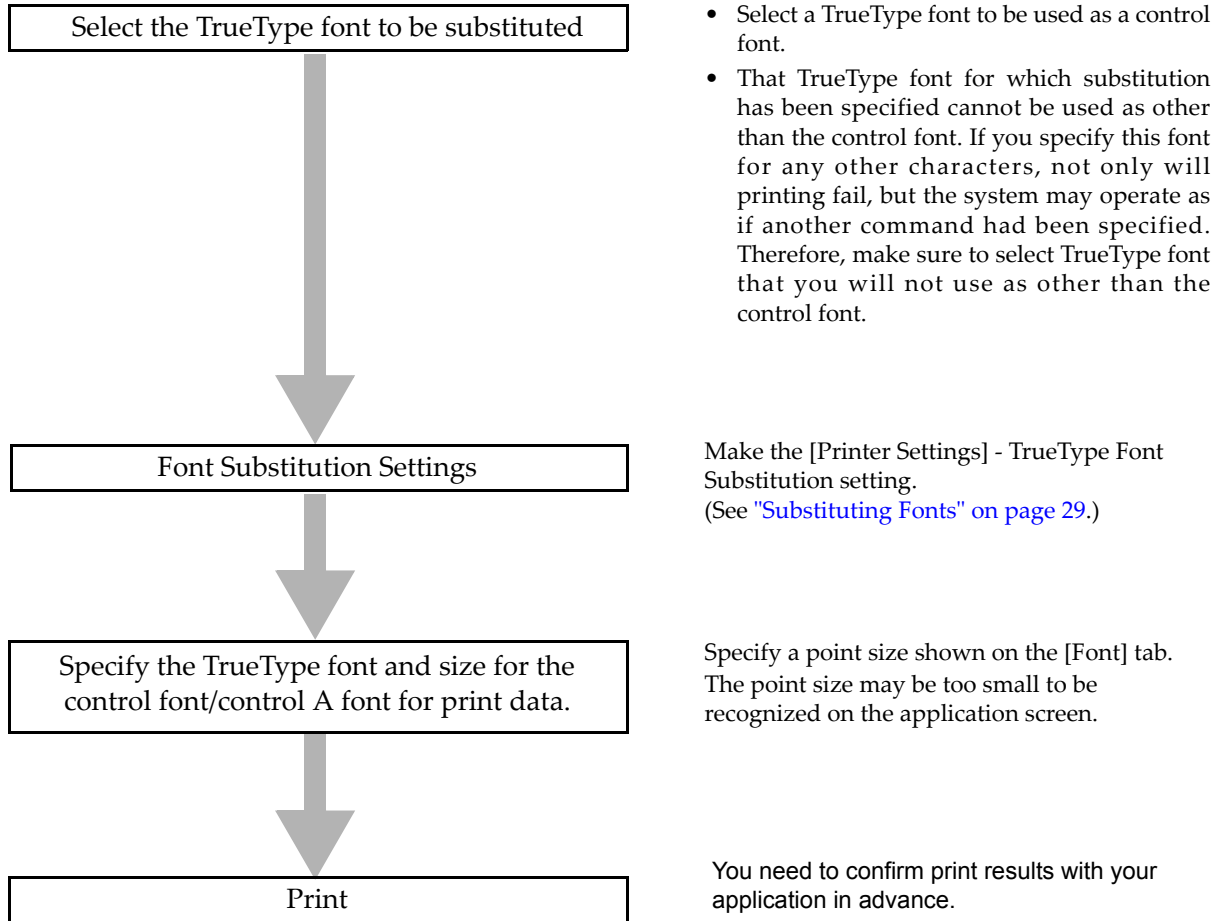 Select the TrueType font to be substituted
• Select a TrueType font to be used as a control
font.
• That TrueType font for which substitution
has been specified cannot be used as other
than the control font. If you specify this font
for any other characters, not only will
printing fail, but the system may operate as
if another command had been specified.
Therefore, make sure to select TrueType font
that you will not use as other than the
control font.
Font Substitution Settings
Make the [Printer Settings] - TrueType Font
Substitution setting.
(See "Substituting Fonts" on page 29.)
Specify the TrueType font and size for the
control font/control A font for print data.
Specify a point size shown on the [Font] tab.
The point size may be too small to be
recognized on the application screen.
Print
You need to confirm print results with your
application in advance.